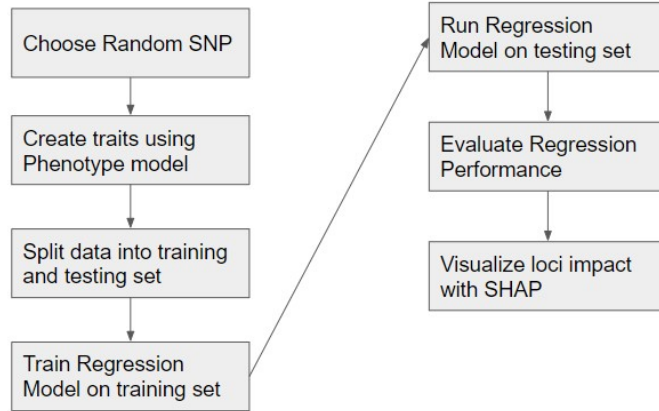 Choose Random SNP
Create traits using
Phenotype model
Split data into training
and testing set
Train Regression
Model on training set
Run Regression
Model on testing set
Evaluate Regression
Performance
Visualize loci impact
with SHAP